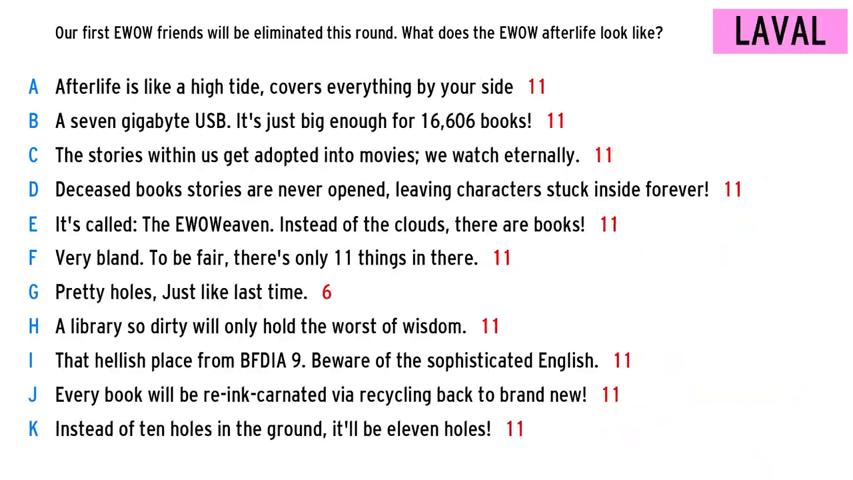 Our first EWOW friends will be eliminated this round. What does the EWOW afterlife look like?
LAVAL
A Afterlife is like a high tide, covers everything by your side 11
B A seven gigabyte USB. It's just big enough for 16,606 books! 11
C The stories within us get adopted into movies; we watch eternally. 11
D Deceased books stories are never opened, leaving characters stuck inside forever! 11
E It's called: The EWOWeaven. Instead of the clouds, there are books! 11
F Very bland. To be fair, there's only 11 things in there. 11
G Pretty holes, Just like last time. 6
H A library so dirty will only hold the worst of wisdom. 11
I That hellish place from BFDIA 9. Beware of the sophisticated English. 11
J Every book will be re-ink-carnated via recycling back to brand new! 11
K Instead of ten holes in the ground, it'll be eleven holes! 11